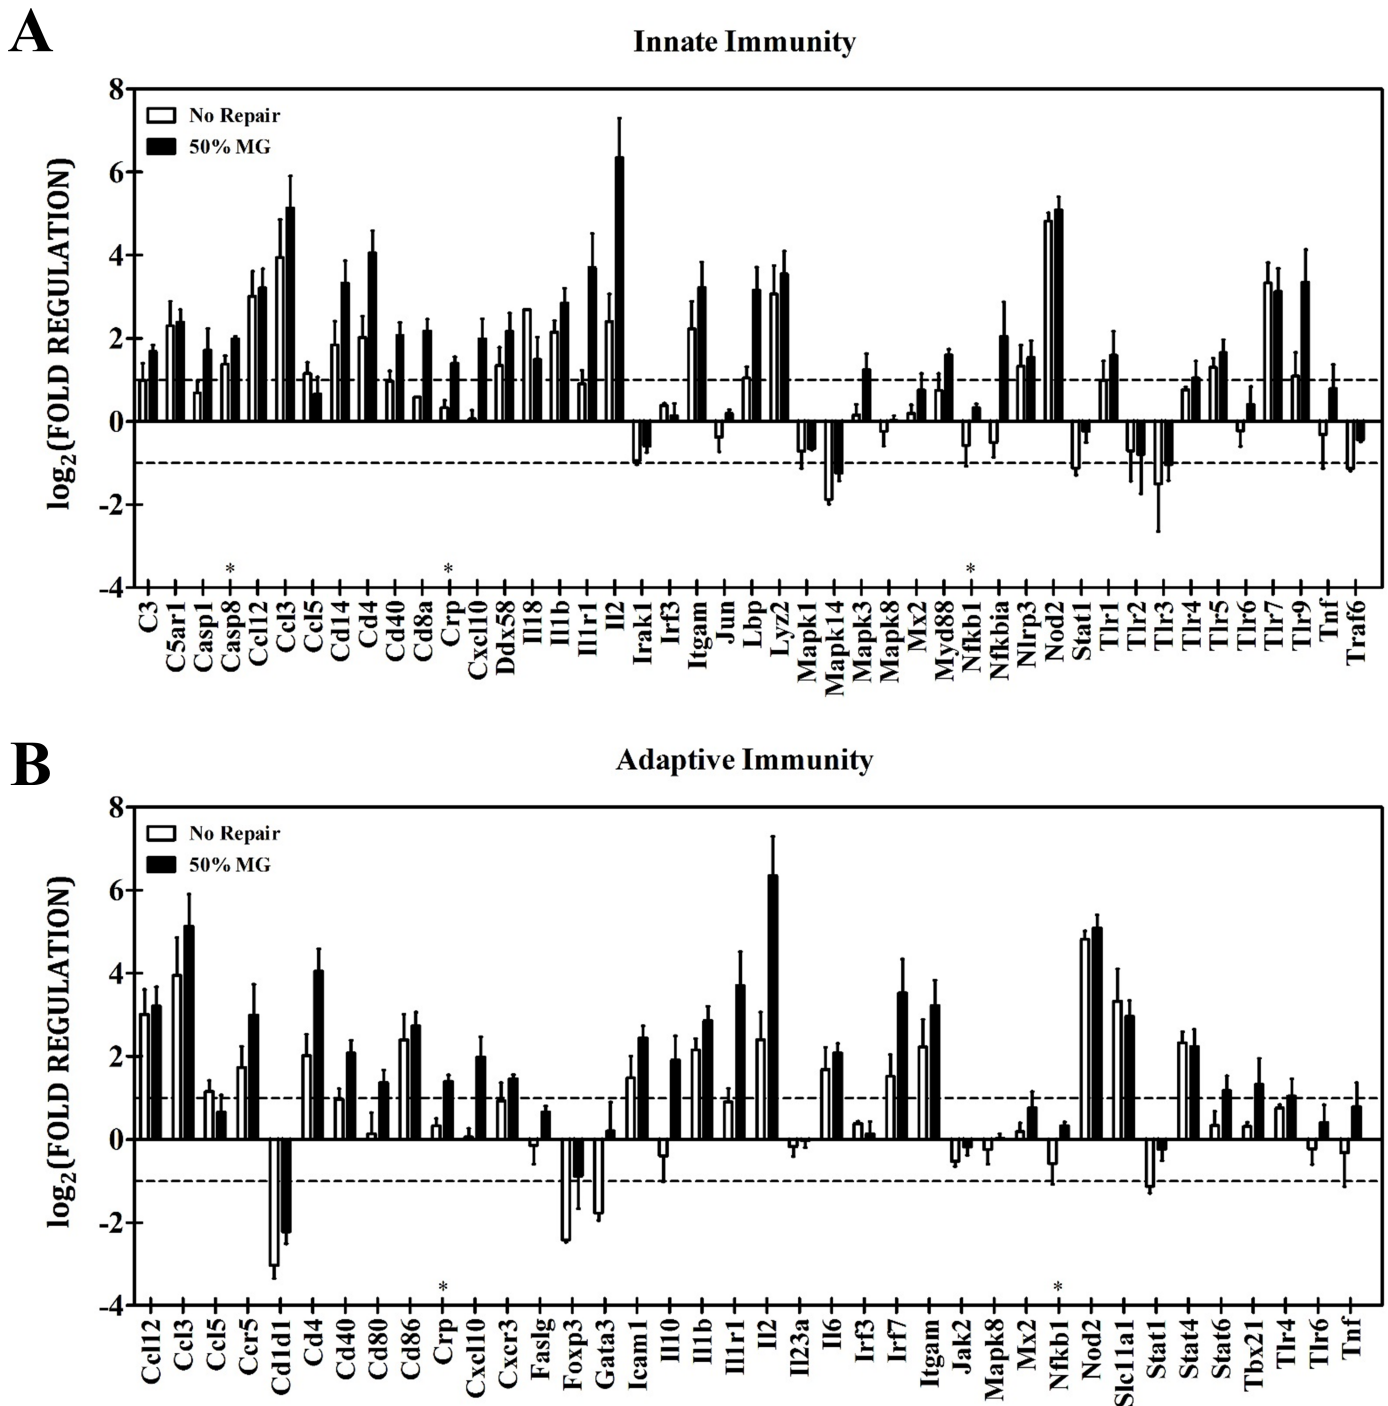 A
Innate Immunity
8
6
4
2
0
-2
-4
log2(FOLD REGULATION)
No Repair
50% MG
* * *
C3 C5ar1 Casp1 Casp8 Ccl12 Ccl3 Ccl5 Cd14 Cd4 Cd40 Cd8a Crp Cxcl10 Ddx58 Il18 Il1b Il1r1 Il2 Irak1 Irf3 Itgam Jun Lbp Lyz2 Mapk1 Mapk14 Mapk3 Mapk8 Mx2 Myd88 Nfkb1 Nfkbia Nlrp3 Nod2 Stat1 Tlr1 Tlr2 Tlr3 Tlr4 Tlr5 Tlr6 Tlr7 Tlr9 Tnf Traf6
B
Adaptive Immunity
8
6
4
2
0
-2
-4
log2(FOLD REGULATION)
No Repair
50% MG
* *
Ccl12 Ccl3 Ccl5 Ccr5 Cd1d1 Cd4 Cd40 Cd80 Cd86 Crp Cxcl10 Cxcr3 Faslg Foxp3 Gata3 Icam1 Il10 Il1b Il1r1 Il2 Il23a Il6 Irf3 Irf7 Itgam Jak2 Mapk8 Mx2 Nfkb1 Nod2 Slc11a1 Stat1 Stat4 Stat6 Tbx21 Tlr4 Tlr6 Tnf